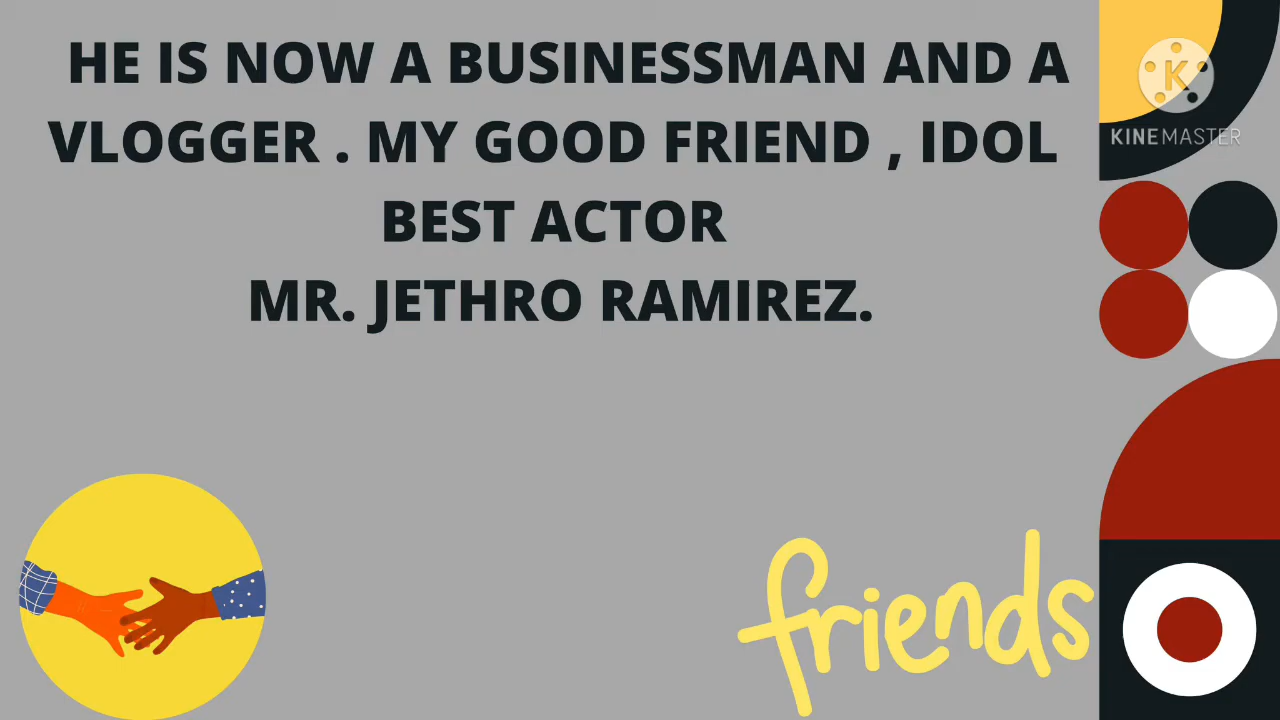 HE IS NOW A BUSINESSMAN AND A
VLOGGER . MY GOOD FRIEND , IDOL
BEST ACTOR
MR. JETHRO RAMIREZ.
K
KINEMASTER
friends